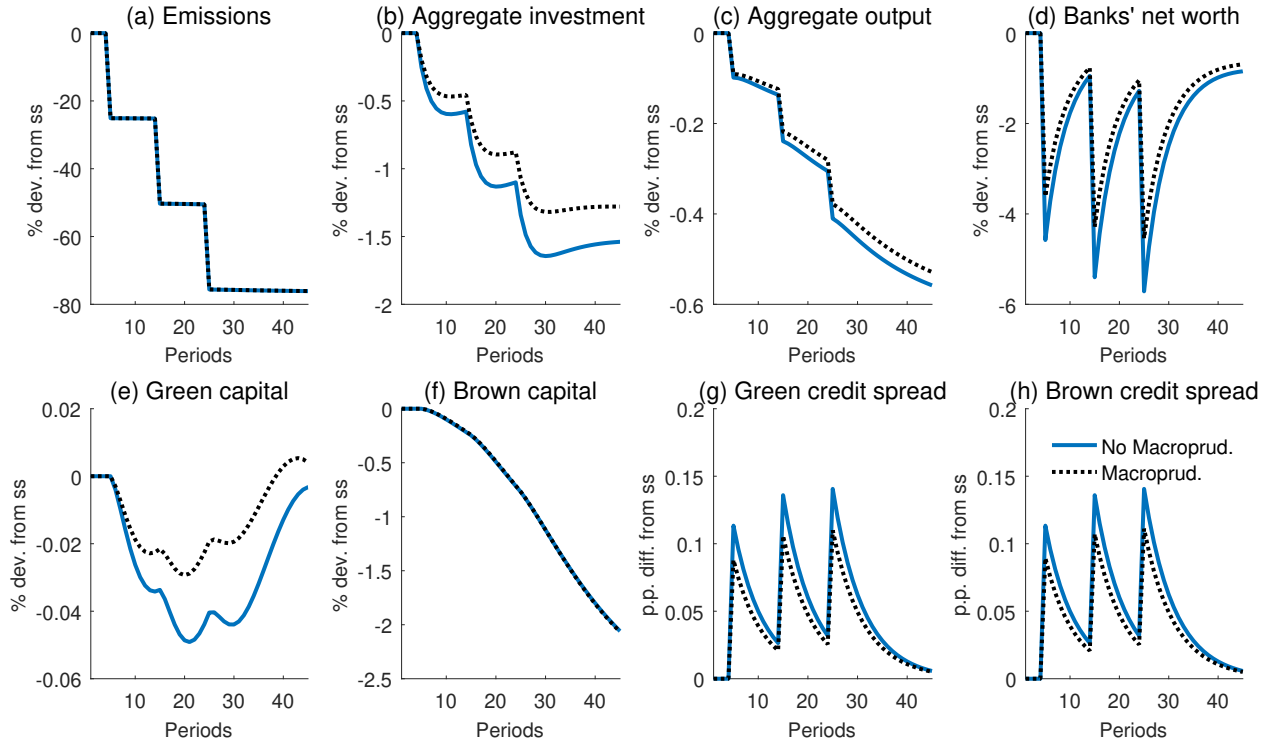 (a) Emissions
0
-20
-40
-60
-80
% dev. from ss
10 20 30 40
Periods
(b) Aggregate investment
0
-0.5
-1
-1.5
-2
% dev. from ss
10 20 30 40
Periods
(c) Aggregate output
0
-0.2
-0.4
-0.6
% dev. from ss
10 20 30 40
Periods
(d) Banks' net worth
0
-2
-4
-6
% dev. from ss
10 20 30 40
Periods
(e) Green capital
0.02
0
-0.02
-0.04
-0.06
% dev. from ss
10 20 30 40
Periods
(f) Brown capital
0
-0.5
-1
-1.5
-2
-2.5
% dev. from ss
10 20 30 40
Periods
(g) Green credit spread
0.2
0.15
0.1
0.05
0
p.p. diff. from ss
10 20 30 40
Periods
(h) Brown credit spread
0.2
0.15
0.1
0.05
0
p.p. diff. from ss
No Macroprud.
Macroprud.
10 20 30 40
Periods